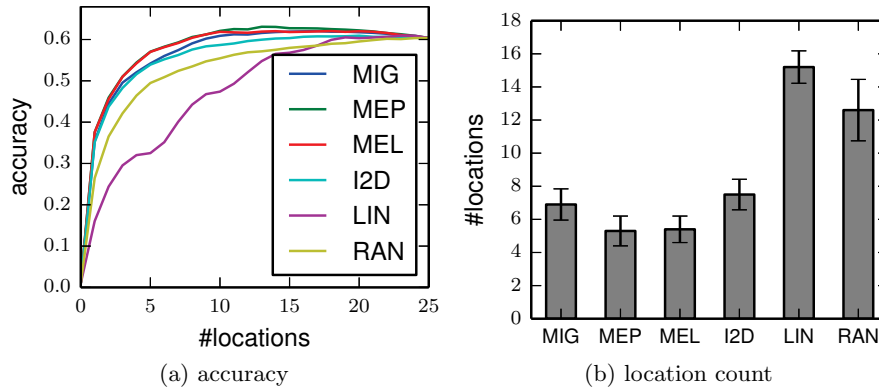 0.6
0.5
0.4
0.3
0.2
0.1
0.0
accuracy
0 5 10 15 20 25
#locations
MIG
MEP
MEL
I2D
LIN
RAN
(a) accuracy
18
16
14
12
10
8
6
4
2
0
#locations
MIG MEP MEL I2D LIN RAN
(b) location count